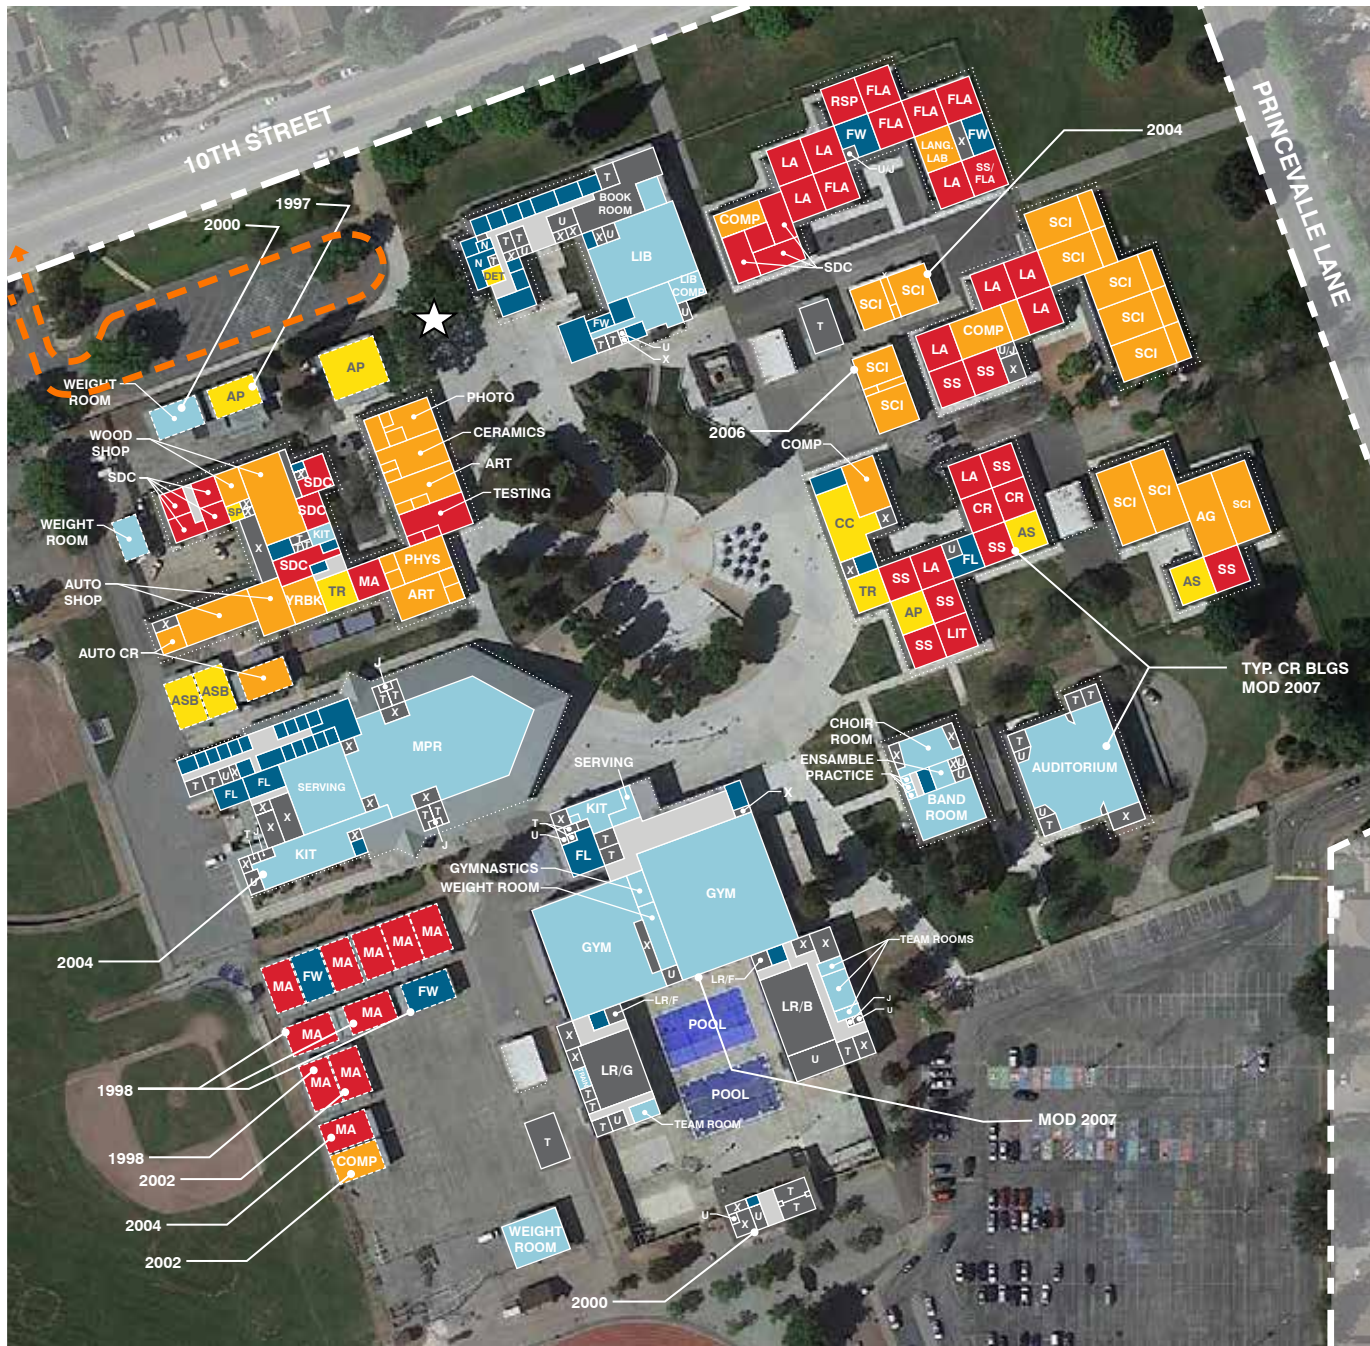 10TH STREET
PRINCEVALLE LANE
1997
2000
2004
RSP
FLA
FLA
FLA
FLA
FW
FW
X
LANG.
LAB
SS/
FLA
LA
LA
LA
LA
LA
FLA
U/J
COMP
SDC
T
BOOK
ROOM
U
X
X
X
U
T
T
X
U
N
N
T
DET
LIB
LIB
COMP
U
FW
T
T
U
X
SCI
SCI
SCI
SCI
SCI
SCI
SCI
LA
LA
LA
COMP
LA
SS
SS
U/J
X
X
T
SCI
SCI
2006
AP
AP
WEIGHT
ROOM
WOOD
SHOP
SDC
WEIGHT
ROOM
AUTO
SHOP
AUTO CR
PHOTO
CERAMICS
ART
TESTING
SP
X
X
X
SDC
SDC
KIT
T
T
T
X
SDC
YRBK
TR
MA
PHYS
ART
X
ASB
ASB
COMP
CC
X
X
TR
SS
LA
U
FL
AP
SS
SS
LIT
LA
SS
CR
CR
SS
AS
SCI
SCI
AG
SCI
AS
SS
TYP. CR BLGS
MOD 2007
J
T
T
T
X
MPR
X
T
T
U
X
FL
FL
SERVING
X
X
X
X
T
J
X
U
KIT
X
X
T
T
J
2004
SERVING
KIT
X
T
U
T
T
FL
X
GYMNASTICS
WEIGHT ROOM
GYM
GYM
X
U
CHOIR
ROOM
ENSAMBLE
PRACTICE
X
X
X
U
U
BAND
ROOM
T
T
T
U
AUDITORIUM
U
T
X
TEAM ROOMS
X
X
LR/F
LR/B
J
U
U
T
X
LR/F
POOL
POOL
X
X
LR/G
T
T
T
U
TEAM ROOM
MOD 2007
MA
FW
MA
MA
MA
MA
FW
MA
MA
MA
MA
MA
COMP
1998
1998
2002
2004
2002
T
WEIGHT
ROOM
U
X
X
U
T
T
2000